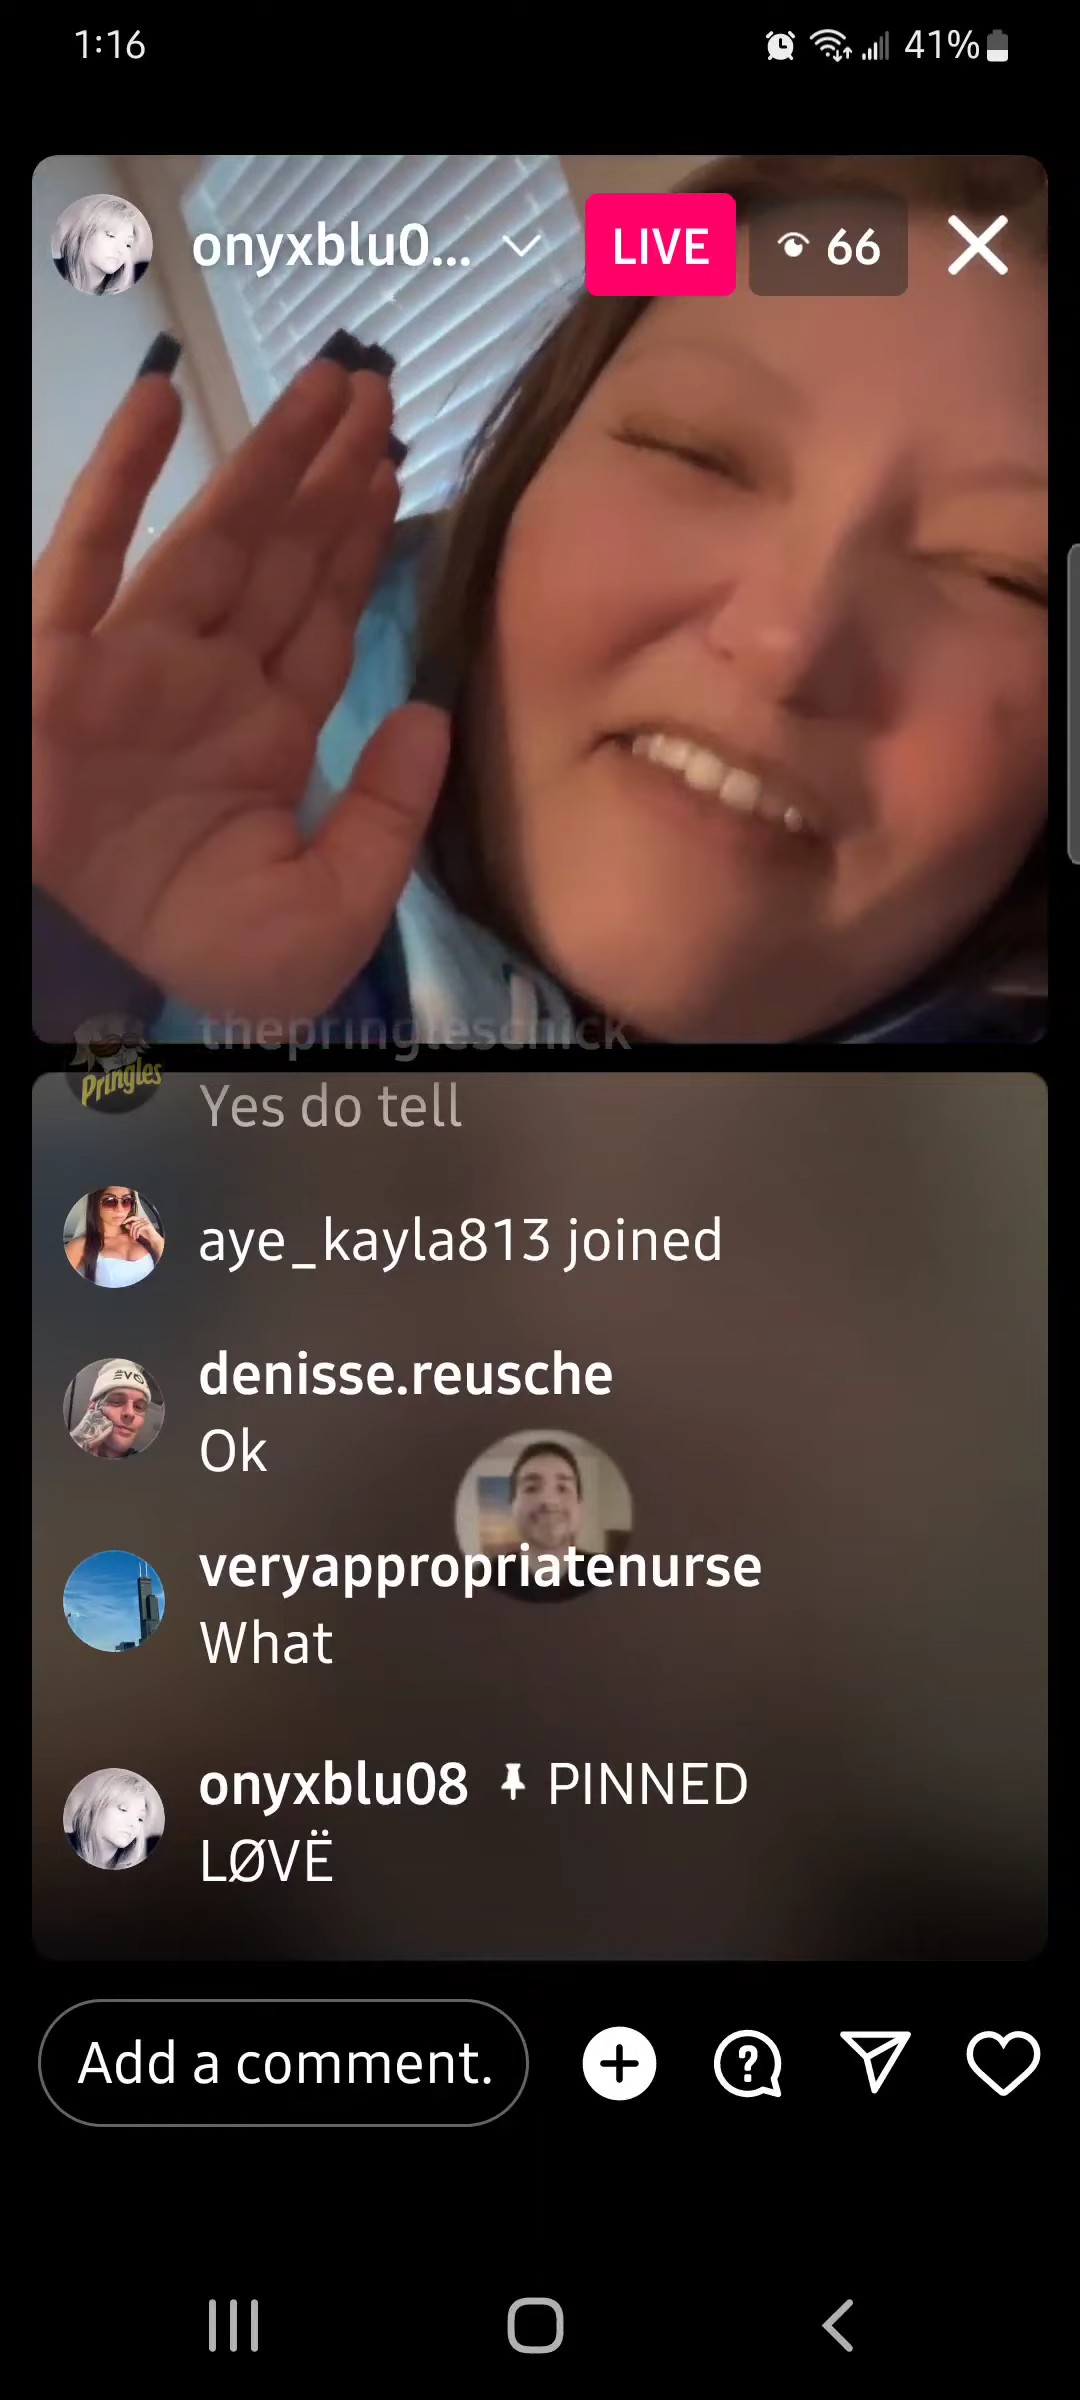 1:16
41%
onyxblu0...
LIVE
66
thepringleschick
Pringles
Yes do tell
aye_kayla813 joined
denisse.reusche
EVO
Ok
veryappropriatenurse
What
onyxblu08 PINNED
LØVË
Add a comment.